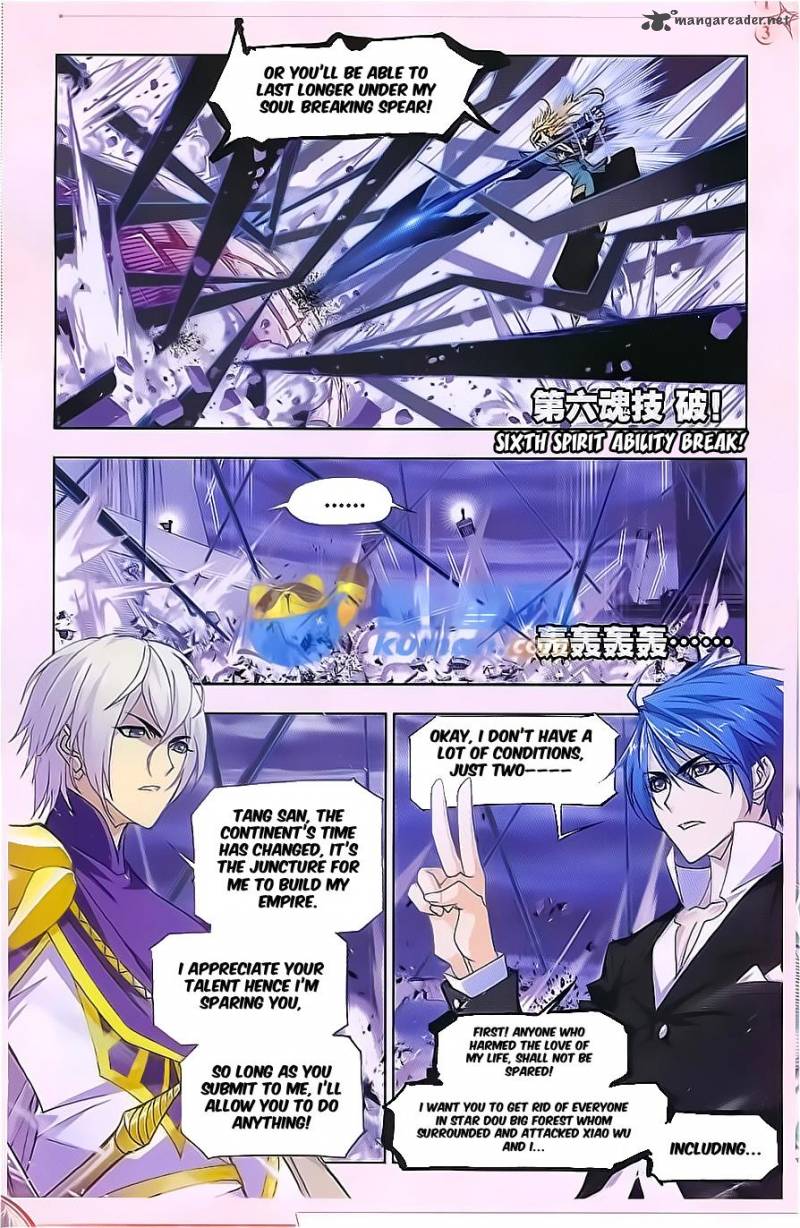 mangareader.net
1
3
OR YOU'LL BE ABLE TO
LAST LONGER UNDER MY
SOUL BREAKING SPEAR!
第六魂技 破!
SIXTH SPIRIT ABILITY BREAK!
......
轰轰轰轰······
.com
OKAY, I DON'T HAVE A
LOT OF CONDITIONS,
JUST TWO----
TANG SAN, THE
CONTINENT'S TIME
HAS CHANGED, IT'S
THE JUNCTURE FOR
ME TO BUILD MY
EMPIRE.
I APPRECIATE YOUR
TALENT HENCE I'M
SPARING YOU,
SO LONG AS YOU
SUBMIT TO ME, I'LL
ALLOW YOU TO DO
ANYTHING!
FIRST! ANYONE WHO
HARMED THE LOVE OF
MY LIFE, SHALL NOT BE
SPARED!
I WANT YOU TO GET RID OF EVERYONE
IN STAR DOU BIG FOREST WHOM
SURROUNDED AND ATTACKED XIAO WU
AND I...
INCLUDING...